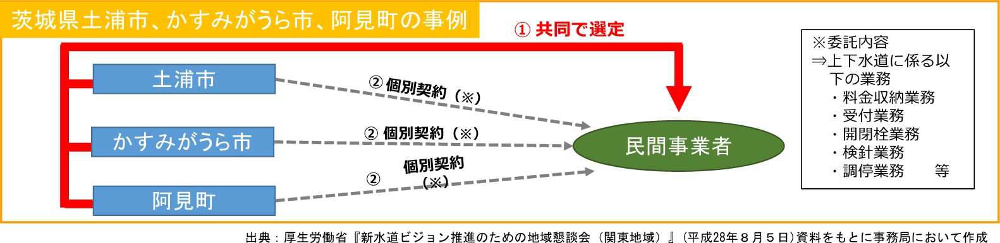 茨城県土浦市、かすみがうら市、阿見町の事例
① 共同で選定
土浦市
② 個別契約（※）
かすみがうら市
② 個別契約（※）
民間事業者
阿見町
② 個別契約
（※）
※委託内容
⇒上下水道に係る以
下の業務
・料金収納業務
・受付業務
・開閉栓業務
・検針業務
・調停業務　　等
出典：厚生労働省『新水道ビジョン推進のための地域懇談会（関東地域）』(平成28年８月５日)資料をもとに事務局において作成